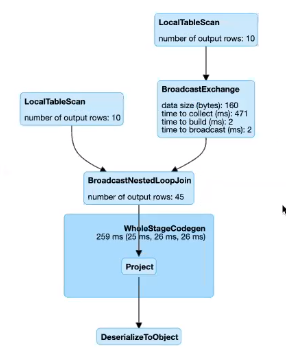 LocalTableScan
number of output rows: 10
BroadcastExchange
data size (bytes): 160
time to collect (ms): 471
time to build (ms): 2
time to broadcast (ms): 2
LocalTableScan
number of output rows: 10
BroadcastNestedLoopJoin
number of output rows: 45
WholeStageCodegen
259 ms (25 ms, 26 ms, 26 ms)
Project
DeserializeToObject